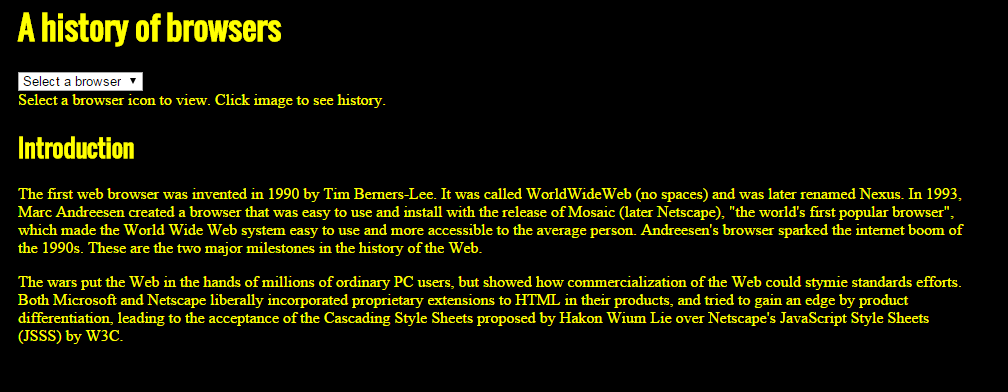 A history of browsers
Select a browser
Select a browser icon to view. Click image to see history.
Introduction
The first web browser was invented in 1990 by Tim Berners-Lee. It was called WorldWideWeb (no spaces) and was later renamed Nexus. In 1993,
Marc Andreesen created a browser that was easy to use and install with the release of Mosaic (later Netscape), "the world's first popular browser",
which made the World Wide Web system easy to use and more accessible to the average person. Andreesen's browser sparked the internet boom of
the 1990s. These are the two major milestones in the history of the Web.
The wars put the Web in the hands of millions of ordinary PC users, but showed how commercialization of the Web could stymie standards efforts.
Both Microsoft and Netscape liberally incorporated proprietary extensions to HTML in their products, and tried to gain an edge by product
differentiation, leading to the acceptance of the Cascading Style Sheets proposed by Hakon Wium Lie over Netscape's JavaScript Style Sheets
(JSSS) by W3C.